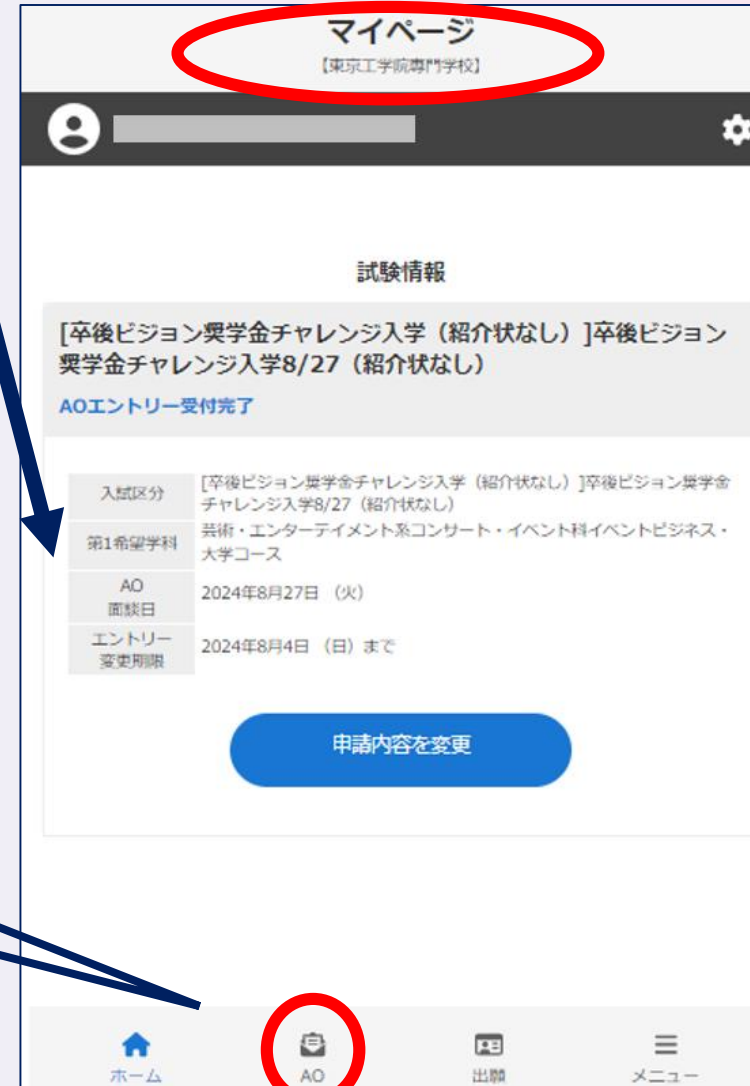 マイページ
【東京工学院専門学校】
試験情報
[卒後ビジョン奨学金チャレンジ入学（紹介状なし）]卒後ビジョン
奨学金チャレンジ入学8/27（紹介状なし）
AOエントリー受付完了
入試区分
[卒後ビジョン奨学金チャレンジ入学（紹介状なし）]卒後ビジョン奨学金
チャレンジ入学8/27（紹介状なし）
第1希望学科
芸術・エンターテイメント系コンサート・イベント科イベントビジネス・
大学コース
AO
面談日
2024年8月27日 （火）
エントリー
変更期限
2024年8月4日 （日）まで
申請内容を変更
ホーム
AO
出願
メニュー